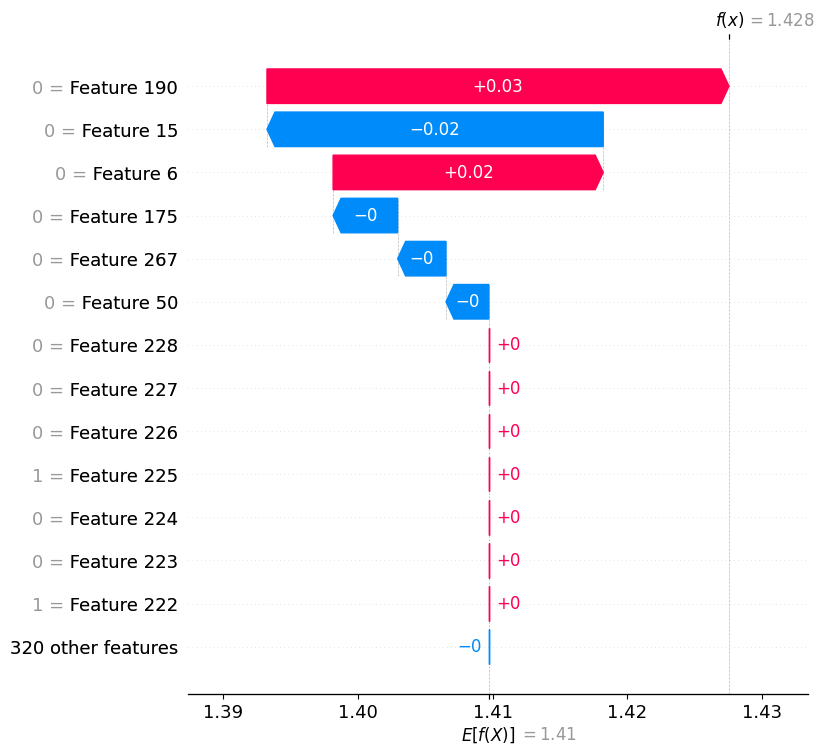 f(x) = 1.428
0 = Feature 190
+0.03
0 = Feature 15
−0.02
0 = Feature 6
+0.02
0 = Feature 175
−0
0 = Feature 267
−0
0 = Feature 50
−0
0 = Feature 228
+0
0 = Feature 227
+0
0 = Feature 226
+0
1 = Feature 225
+0
0 = Feature 224
+0
0 = Feature 223
+0
1 = Feature 222
+0
320 other features
−0
1.39 1.40 1.41 1.42 1.43
E[f(X)] = 1.41